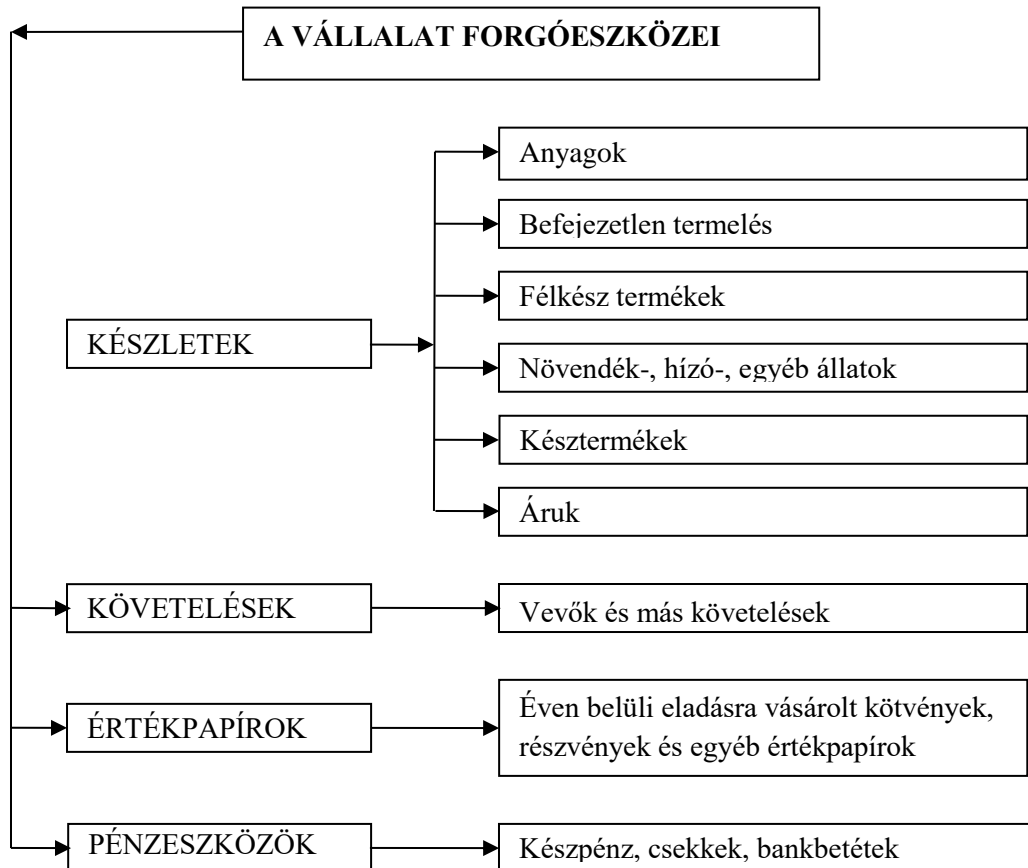 A VÁLLALAT FORGÓESZKÖZEI
KÉSZLETEK
Anyagok
Befejezetlen termelés
Félkész termékek
Növendék-, hízó-, egyéb állatok
Késztermékek
Áruk
KÖVETELÉSEK
Vevők és más követelések
ÉRTÉKPAPÍROK
Éven belüli eladásra vásárolt kötvények,
részvények és egyéb értékpapírok
PÉNZESZKÖZÖK
Készpénz, csekkek, bankbetétek